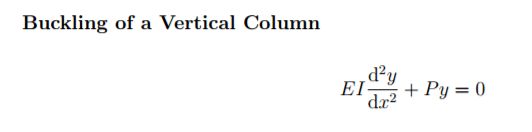 Buckling of a Vertical Column
EI d²y/dx² + Py = 0